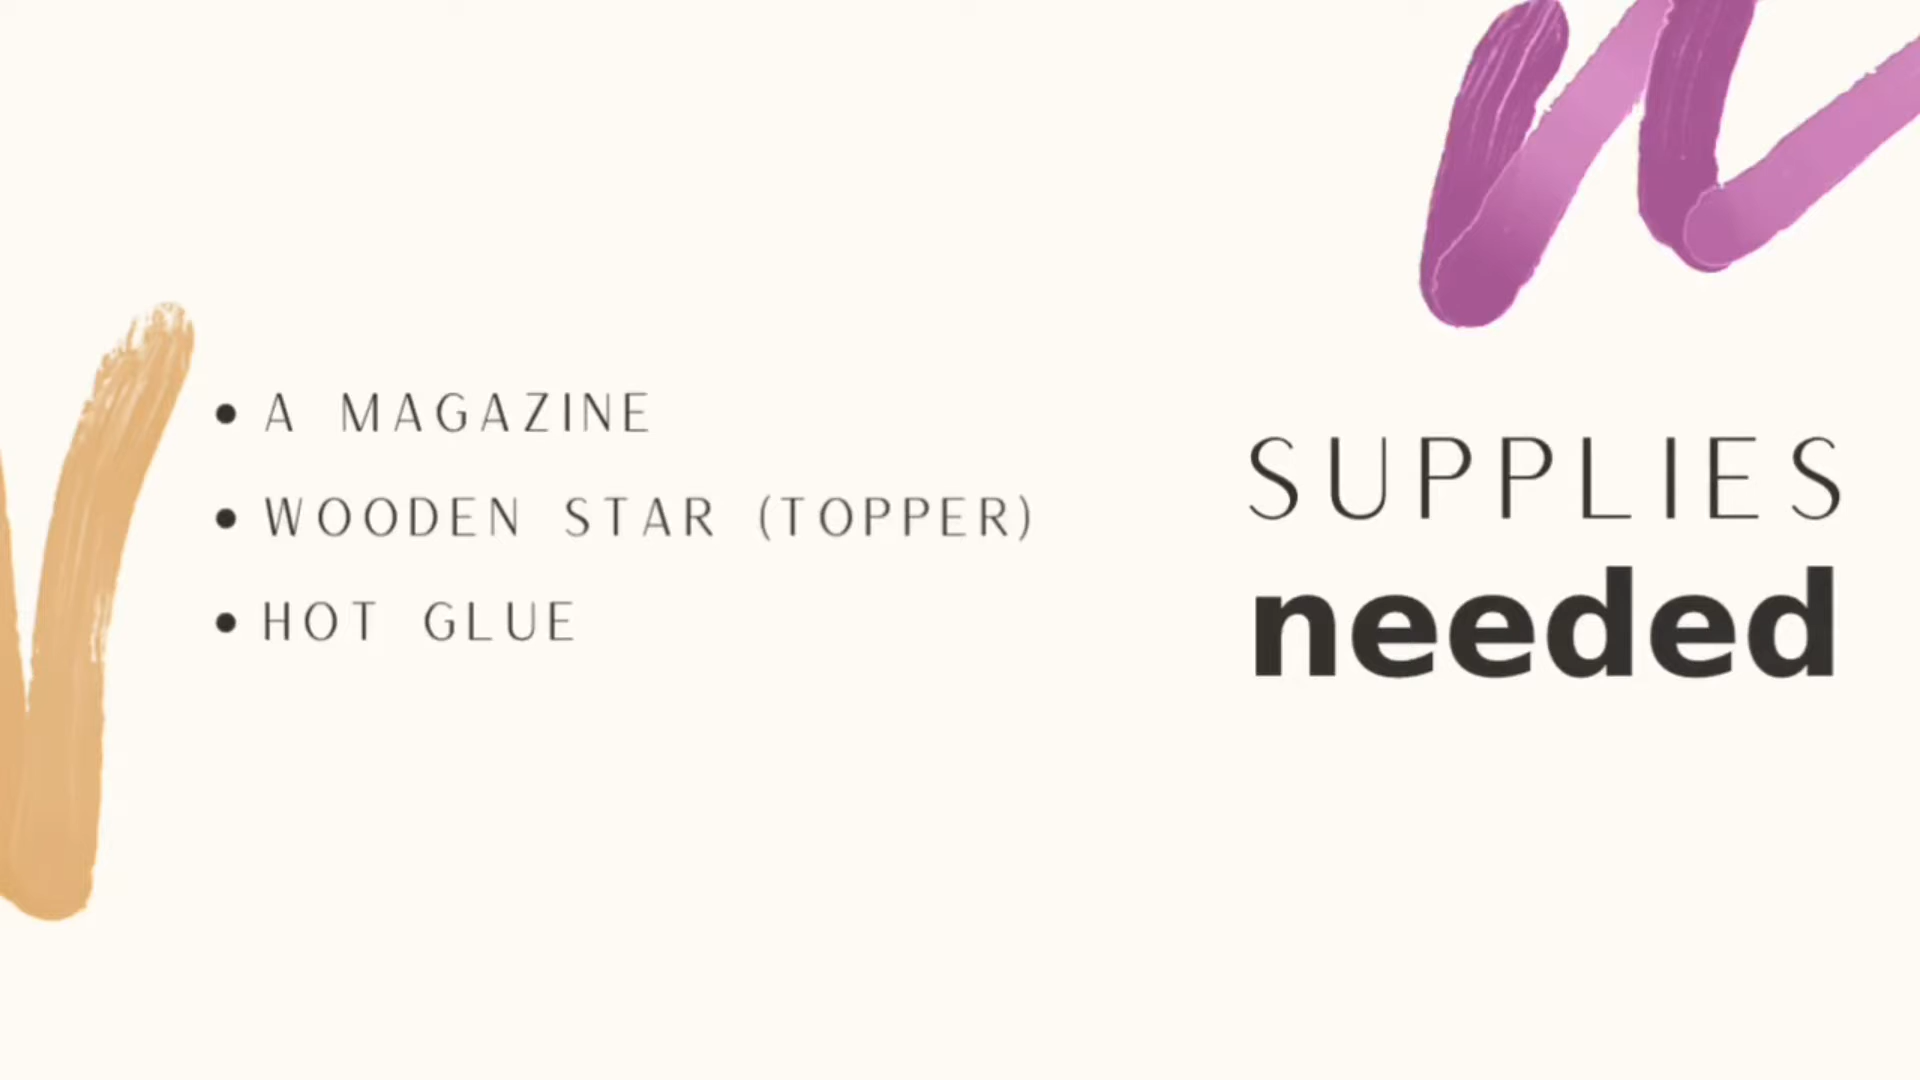 SUPPLIES
needed
• A MAGAZINE
• WOODEN STAR (TOPPER)
• HOT GLUE